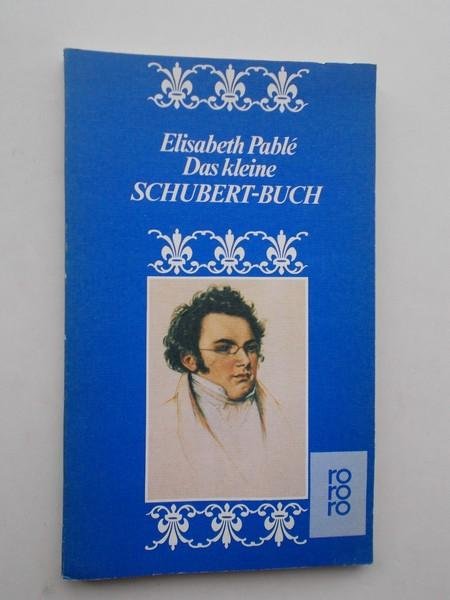 Elisabeth Pablé
Das kleine
SCHUBERT-BUCH
ro
ro
ro